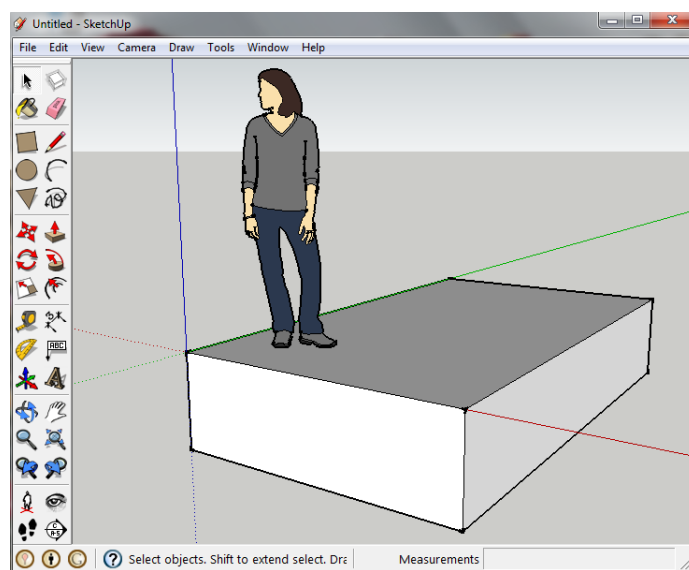 Untitled - SketchUp
File Edit View Camera Draw Tools Window Help
ABC
Select objects. Shift to extend select. Dra
Measurements